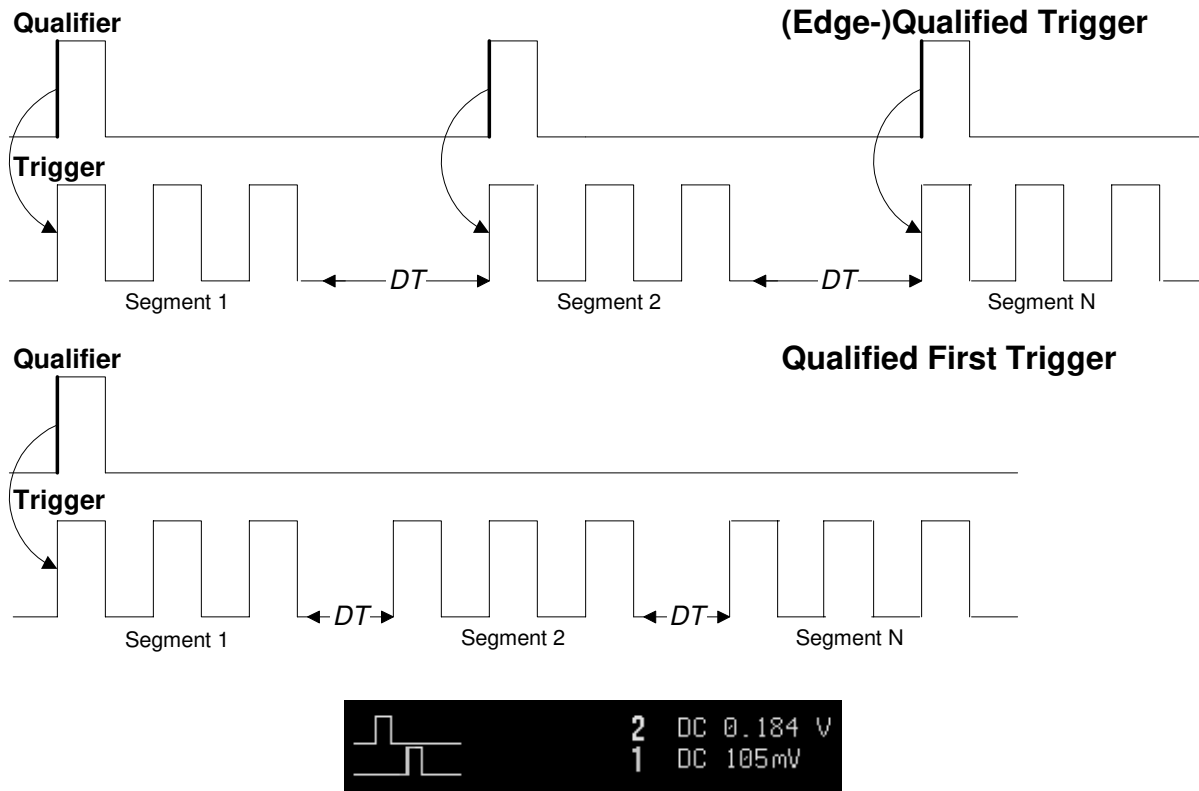 Qualifier
(Edge-)Qualified Trigger
Trigger
DT
DT
Segment 1
Segment 2
Segment N
Qualifier
Qualified First Trigger
Trigger
DT
DT
Segment 1
Segment 2
Segment N
2 DC 0.184 V
1 DC 105mV